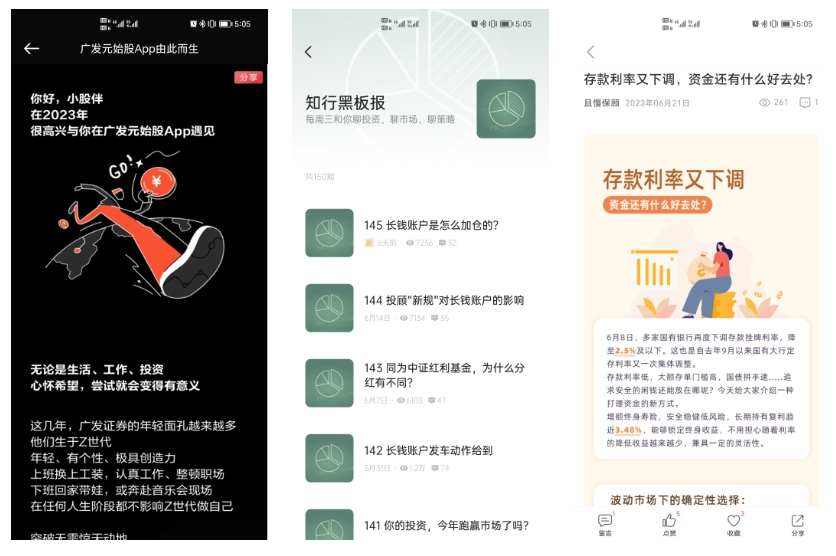 5:05
广发元始股App由此而生
分享
你好，小股伴
在2023年
很高兴与你在广发元始股App遇见
GO!
¥
无论是生活、工作、投资
心怀希望，尝试就会变得有意义
这几年，广发证券的年轻面孔越来越多
他们生于Z世代
年轻、有个性、极具创造力
上班换上工装，认真工作、整顿职场
下班回家带娃，或奔赴音乐会现场
在任何人生阶段都不影响Z世代做自己
突破无需惊天动地
5:05
知行黑板报
每周三和你聊投资、聊市场、聊策略
共150期
145 长钱账户是怎么加仓的？
新 6天前 · 7256 52
144 投顾“新规”对长钱账户的影响
6月14日 · 7154 55
143 同为中证红利基金，为什么分
红有不同？
6月7日 · 6103 47
142 长钱账户发车动作给到
5月31日 · 1.2万 74
141 你的投资，今年跑赢市场了吗？
5:05
存款利率又下调，资金还有什么好去处？
且慢保顾 2023年06月21日 261 1
存款利率又下调
资金还有什么好去处？
6月8日，多家国有银行再度下调存款挂牌利率，降
至2.5%及以下。这也是自去年9月以来国有大行定
存利率又一次集体调整。
存款利率低，大额存单门槛高，国债拼手速……追
求安全的闲钱还能放在哪呢？今天给大家介绍一种
打理资金的新方式。
增额终身寿险，安全稳健低风险，长期持有复利趋
近3.48%，能够锁定终身收益，不用担心随着利率
的降低收益越来越少，兼具一定的灵活性。
波动市场下的确定性选择：
1 5 3
留言 点赞 收藏 分享